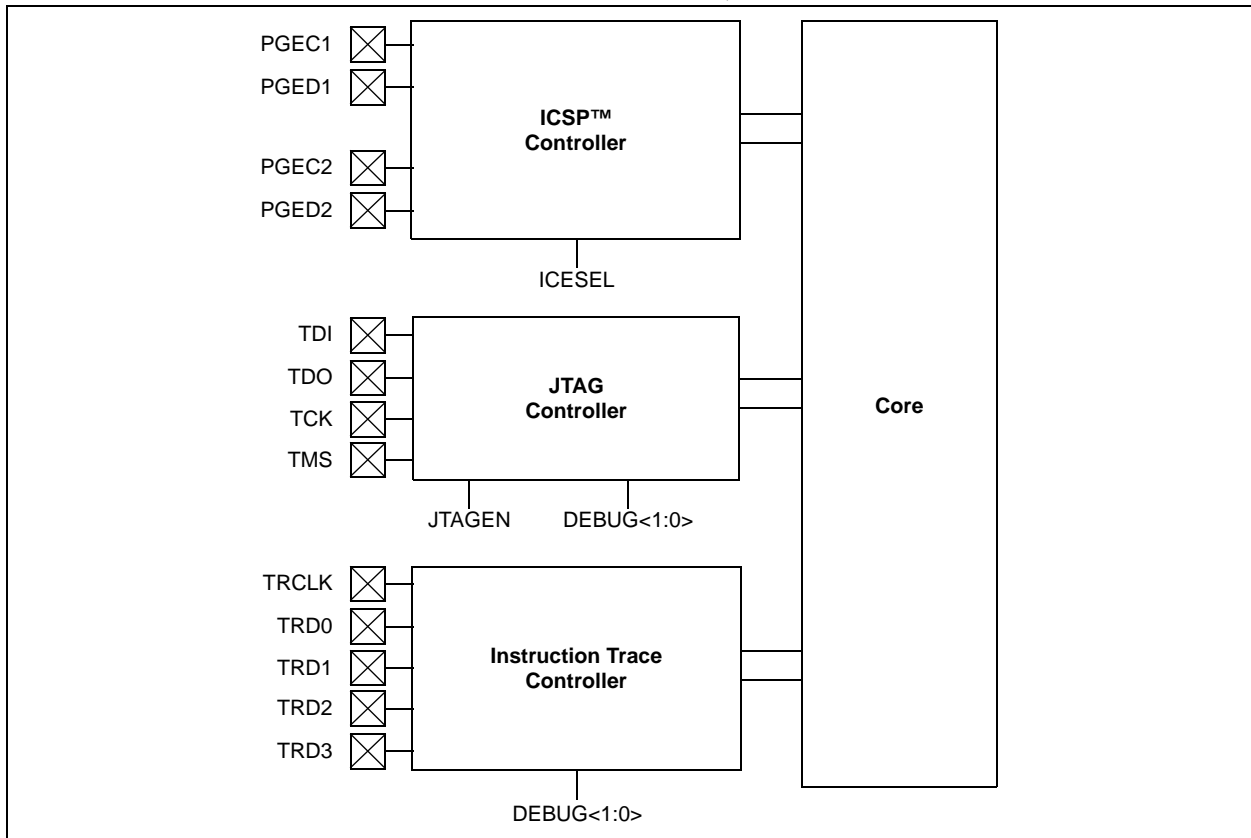 PGEC1
PGED1
PGEC2
PGED2
ICSP™
Controller
ICESEL
TDI
TDO
TCK
TMS
JTAG
Controller
JTAGEN
DEBUG<1:0>
TRCLK
TRD0
TRD1
TRD2
TRD3
Instruction Trace
Controller
DEBUG<1:0>
Core